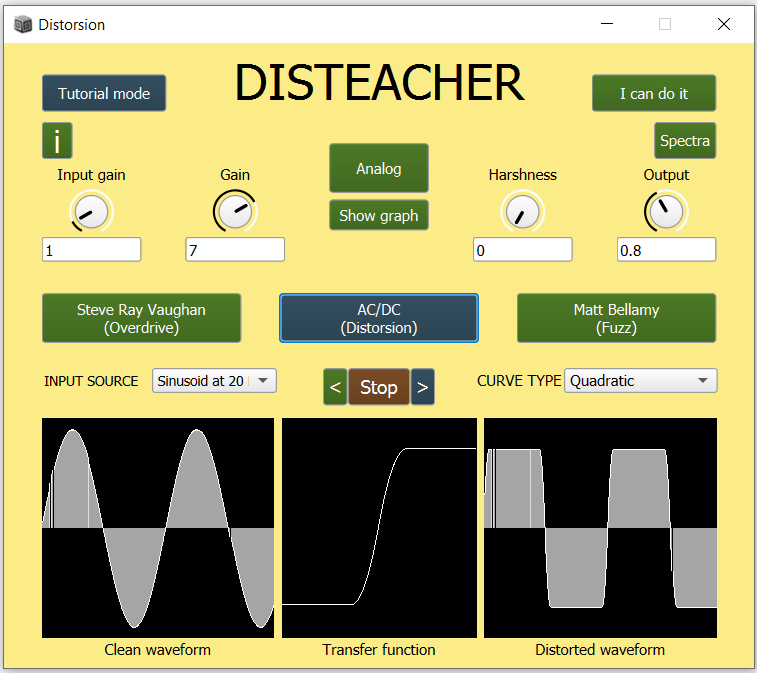 Distorsion
DISTEACHER
Tutorial mode
I can do it
i
Spectra
Input gain
Gain
Analog
Harshness
Output
Show graph
1
7
0
0.8
Steve Ray Vaughan
(Overdrive)
AC/DC
(Distorsion)
Matt Bellamy
(Fuzz)
INPUT SOURCE
Sinusoid at 20
<
Stop
>
CURVE TYPE
Quadratic
Clean waveform
Transfer function
Distorted waveform